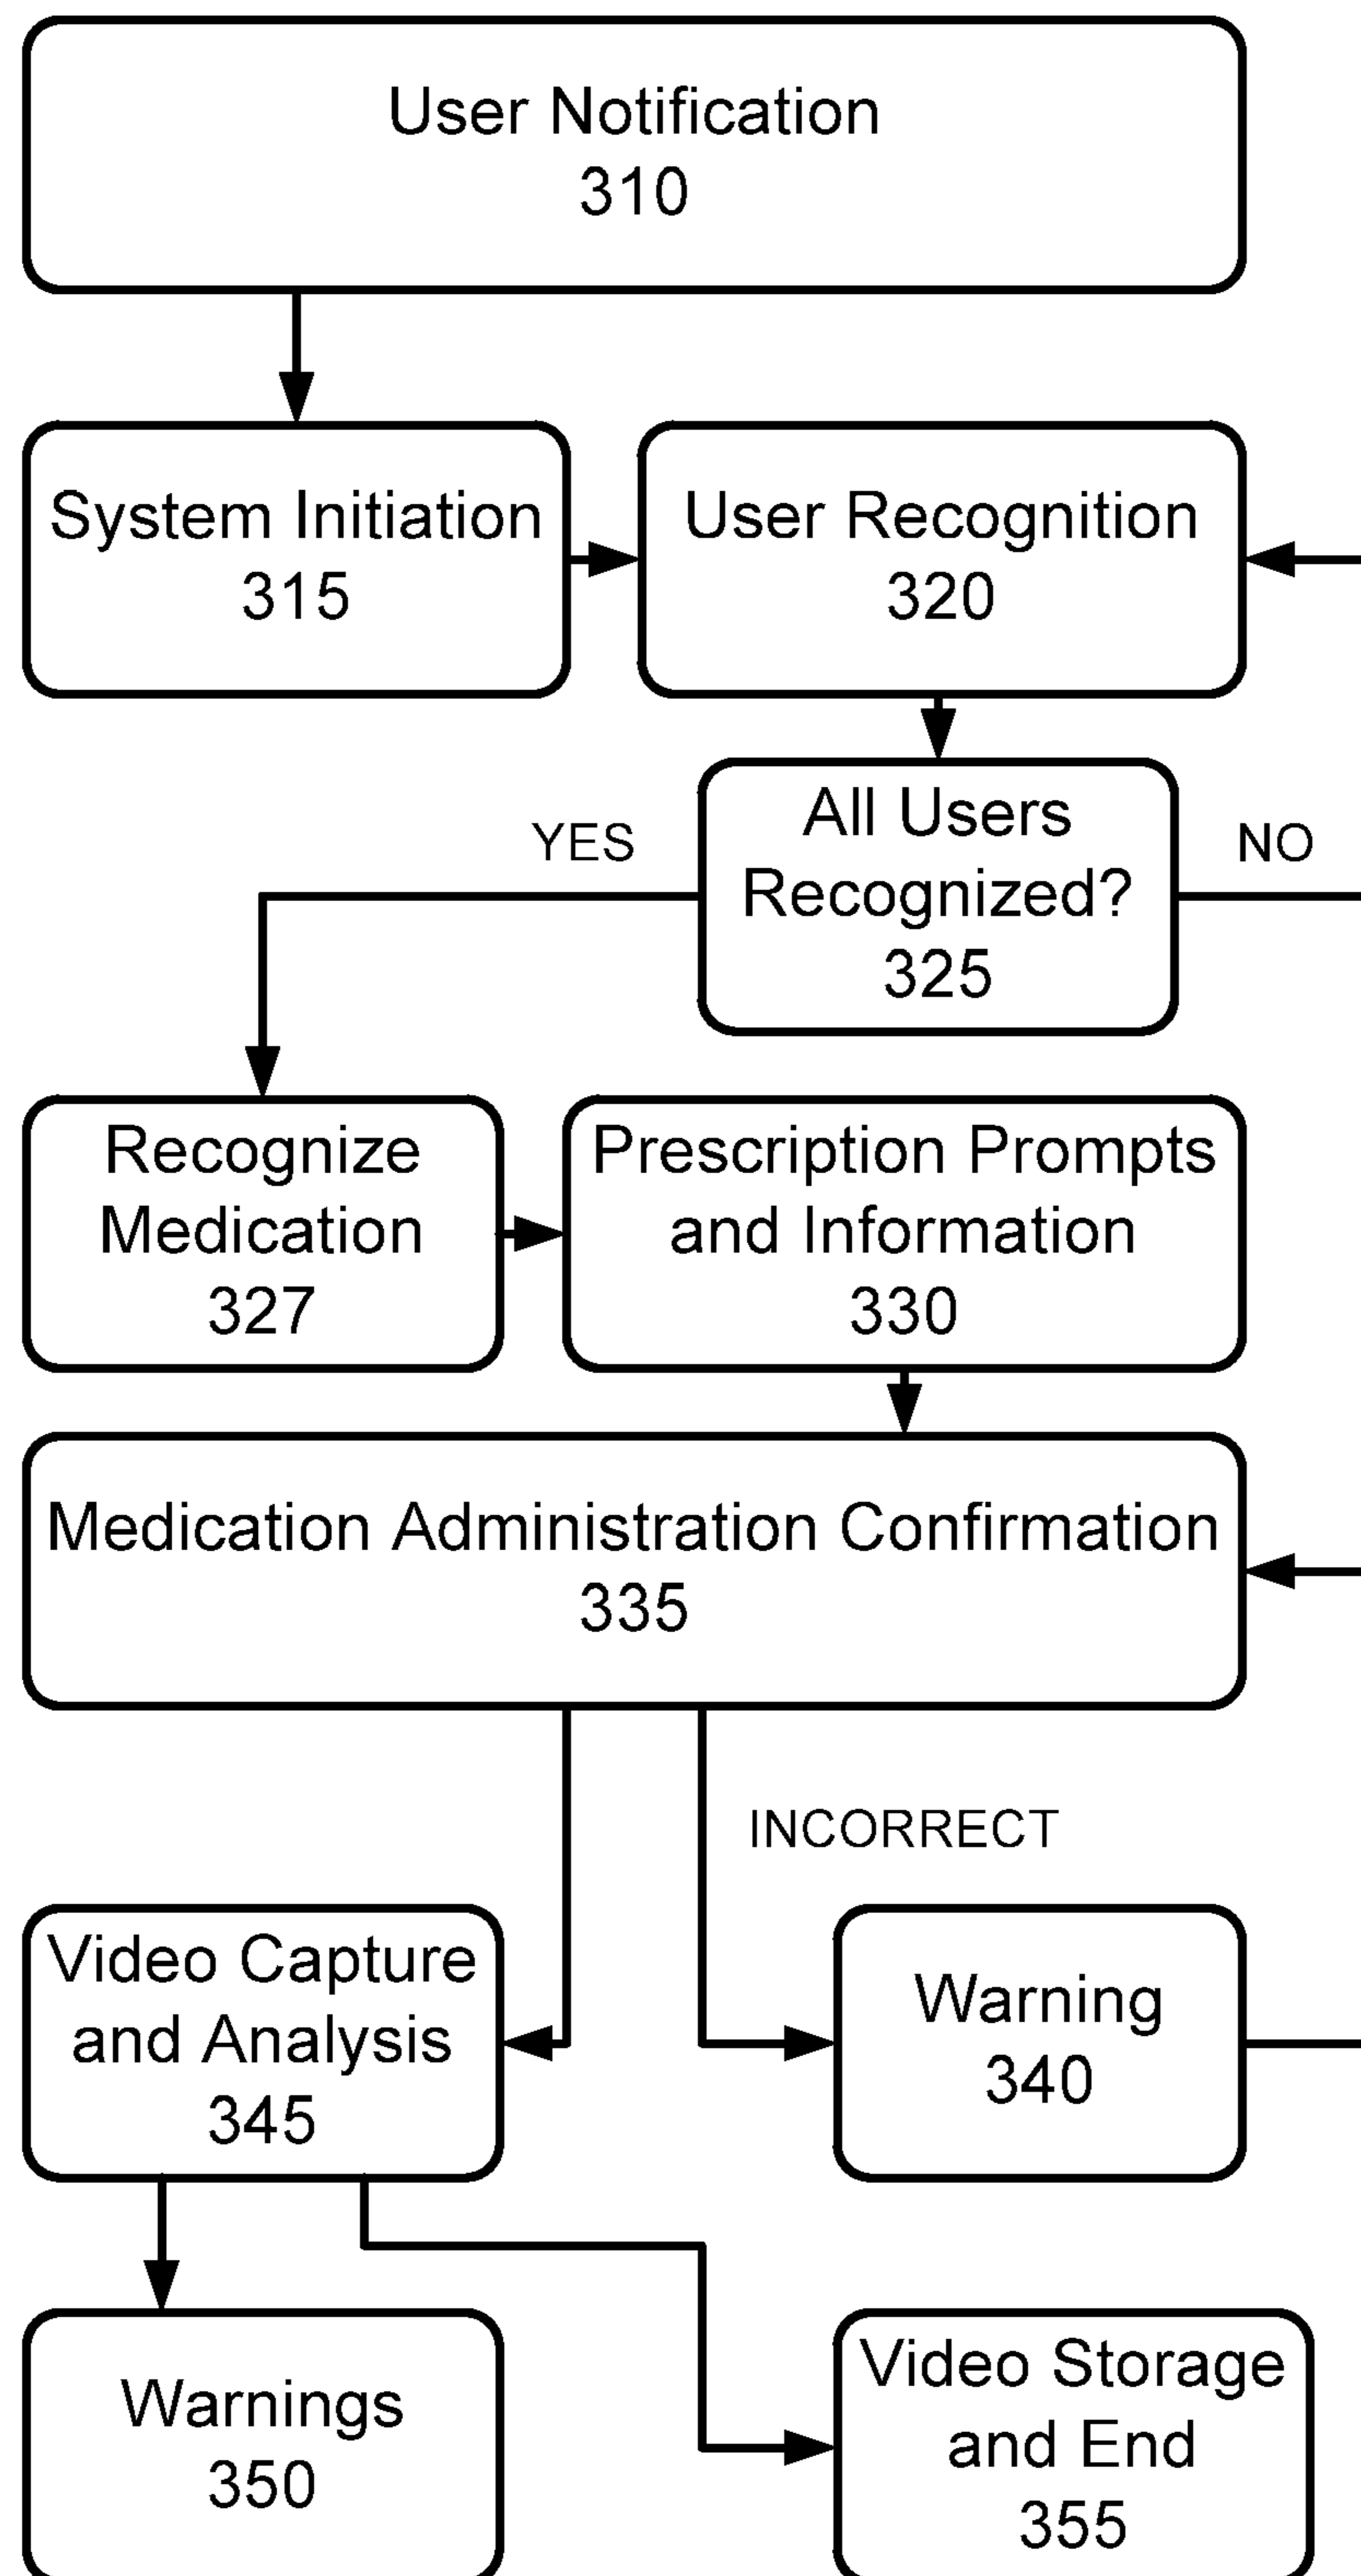 User Notification
310
System Initiation
315
User Recognition
320
All Users
Recognized?
325
YES
NO
Recognize
Medication
327
Prescription Prompts
and Information
330
Medication Administration Confirmation
335
INCORRECT
Video Capture
and Analysis
345
Warning
340
Warnings
350
Video Storage
and End
355